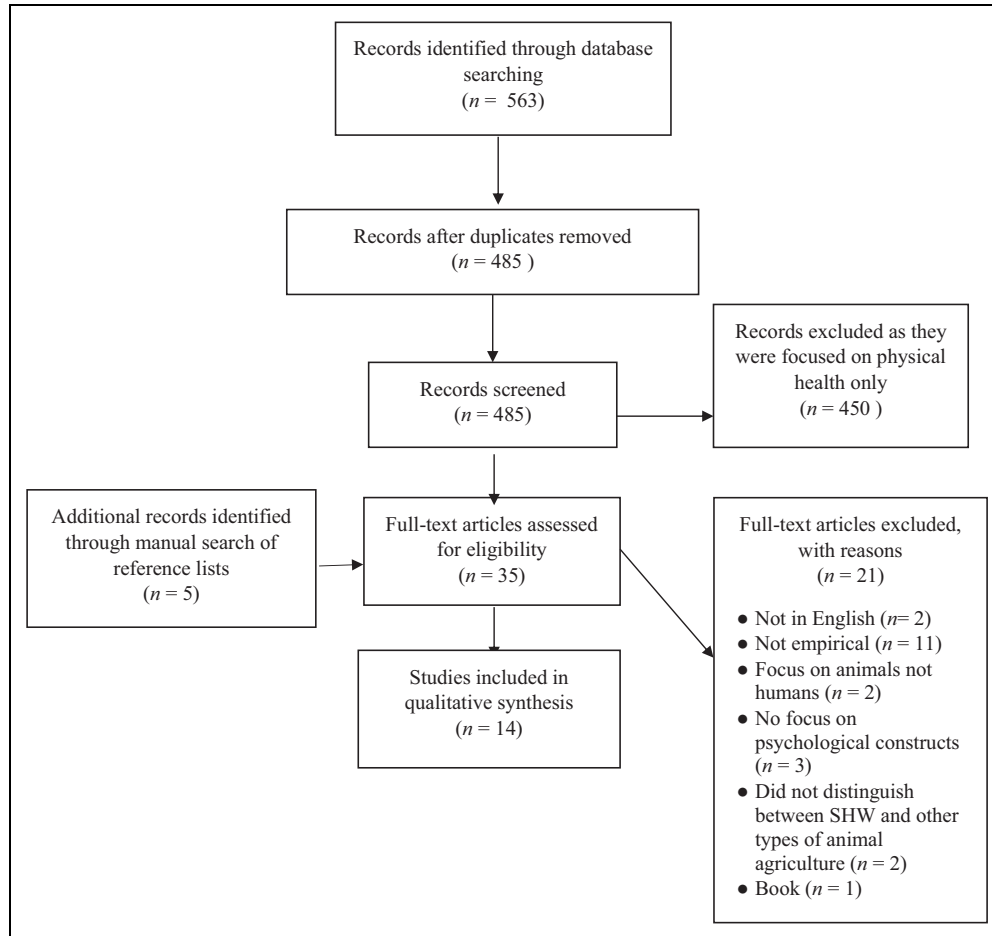 Records identified through database
searching
(n = 563)
Records after duplicates removed
(n = 485 )
Records screened
(n = 485)
Records excluded as they
were focused on physical
health only
(n = 450 )
Additional records identified
through manual search of
reference lists
(n = 5)
Full-text articles assessed
for eligibility
(n = 35)
Full-text articles excluded,
with reasons
(n = 21)
● Not in English (n= 2)
● Not empirical (n = 11)
● Focus on animals not
humans (n = 2)
● No focus on
psychological constructs
(n = 3)
● Did not distinguish
between SHW and other
types of animal
agriculture (n = 2)
● Book (n = 1)
Studies included in
qualitative synthesis
(n = 14)